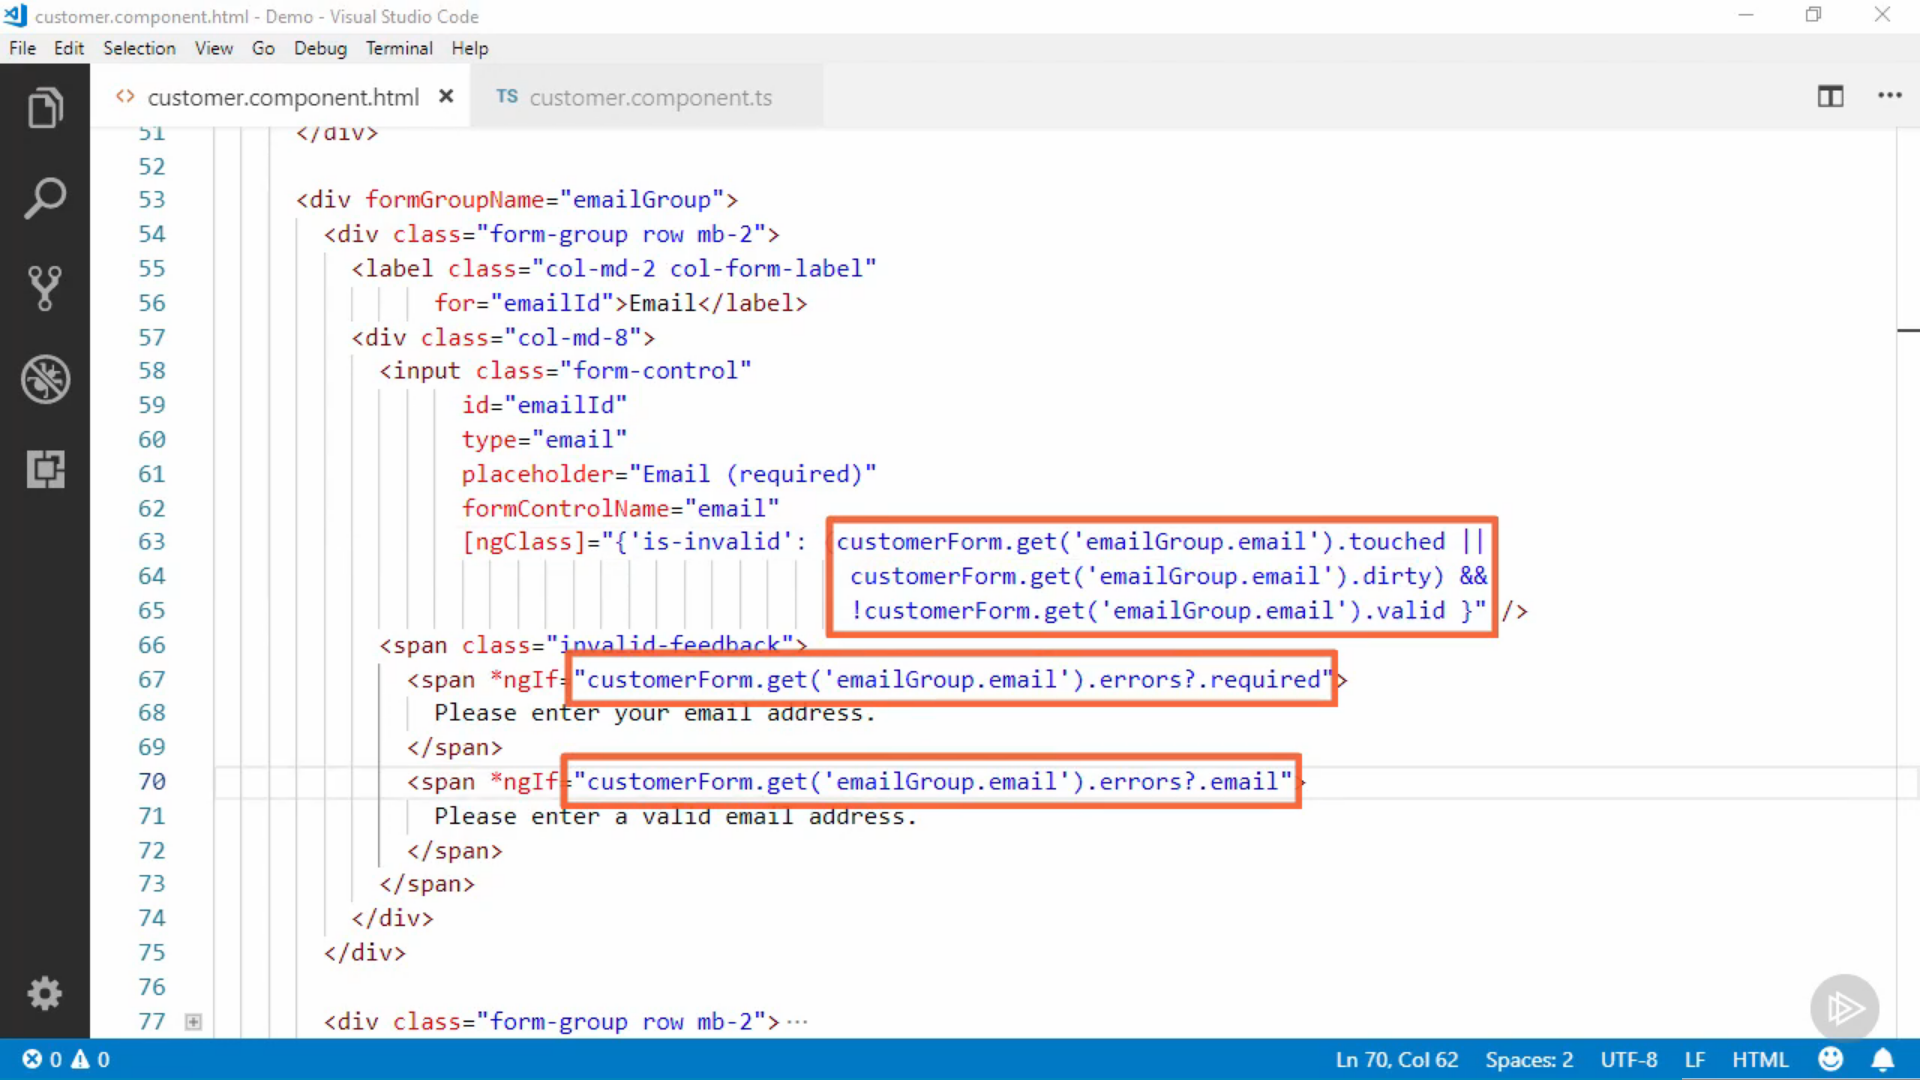 customer.component.html - Demo - Visual Studio Code
File Edit Selection View Go Debug Terminal Help
<> customer.component.html × TS customer.component.ts
51 </div>
52
53 <div formGroupName="emailGroup">
54 <div class="form-group row mb-2">
55 <label class="col-md-2 col-form-label"
56 for="emailId">Email</label>
57 <div class="col-md-8">
58 <input class="form-control"
59 id="emailId"
60 type="email"
61 placeholder="Email (required)"
62 formControlName="email"
63 [ngClass]="{'is-invalid': (customerForm.get('emailGroup.email').touched ||
64 customerForm.get('emailGroup.email').dirty) &&
65 !customerForm.get('emailGroup.email').valid }" />
66 <span class="invalid-feedback">
67 <span *ngIf="customerForm.get('emailGroup.email').errors?.required">
68 Please enter your email address.
69 </span>
70 <span *ngIf="customerForm.get('emailGroup.email').errors?.email">
71 Please enter a valid email address.
72 </span>
73 </span>
74 </div>
75 </div>
76
77 <div class="form-group row mb-2">…
0 0 Ln 70, Col 62 Spaces: 2 UTF-8 LF HTML